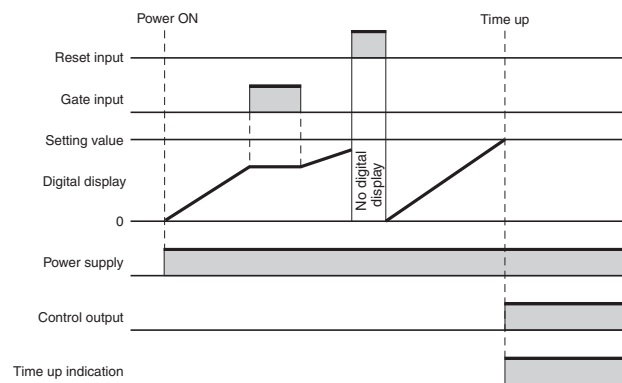 Power ON
Time up
Reset input
Gate input
Setting value
Digital display
No digital
display
0
Power supply
Control output
Time up indication